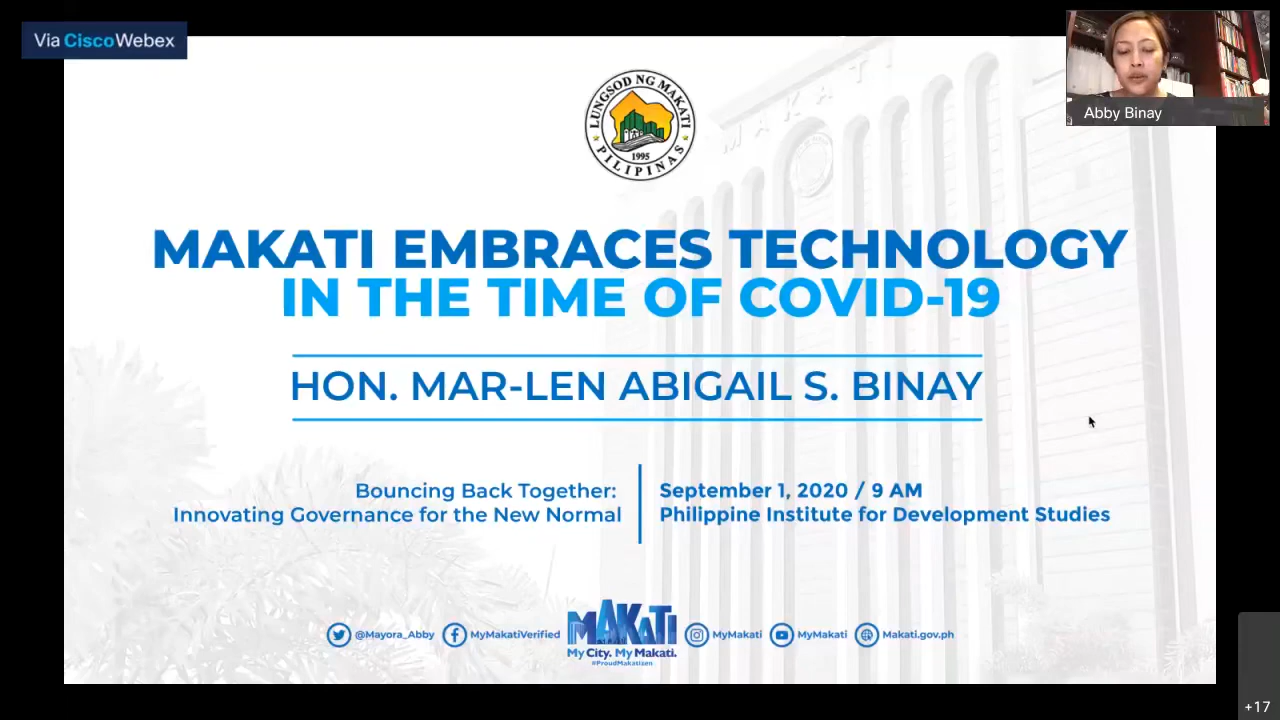 Via CiscoWebex
Abby Binay
LUNGSOD NG MAKATI
1995
PILIPINAS
MAKATI
MAKATI EMBRACES TECHNOLOGY
IN THE TIME OF COVID-19
HON. MAR-LEN ABIGAIL S. BINAY
Bouncing Back Together:
Innovating Governance for the New Normal
September 1, 2020 / 9 AM
Philippine Institute for Development Studies
@Mayora_Abby
MyMakatiVerified
MAKATI
My City. My Makati.
#ProudMakatizen
MyMakati
MyMakati
Makati.gov.ph
+17